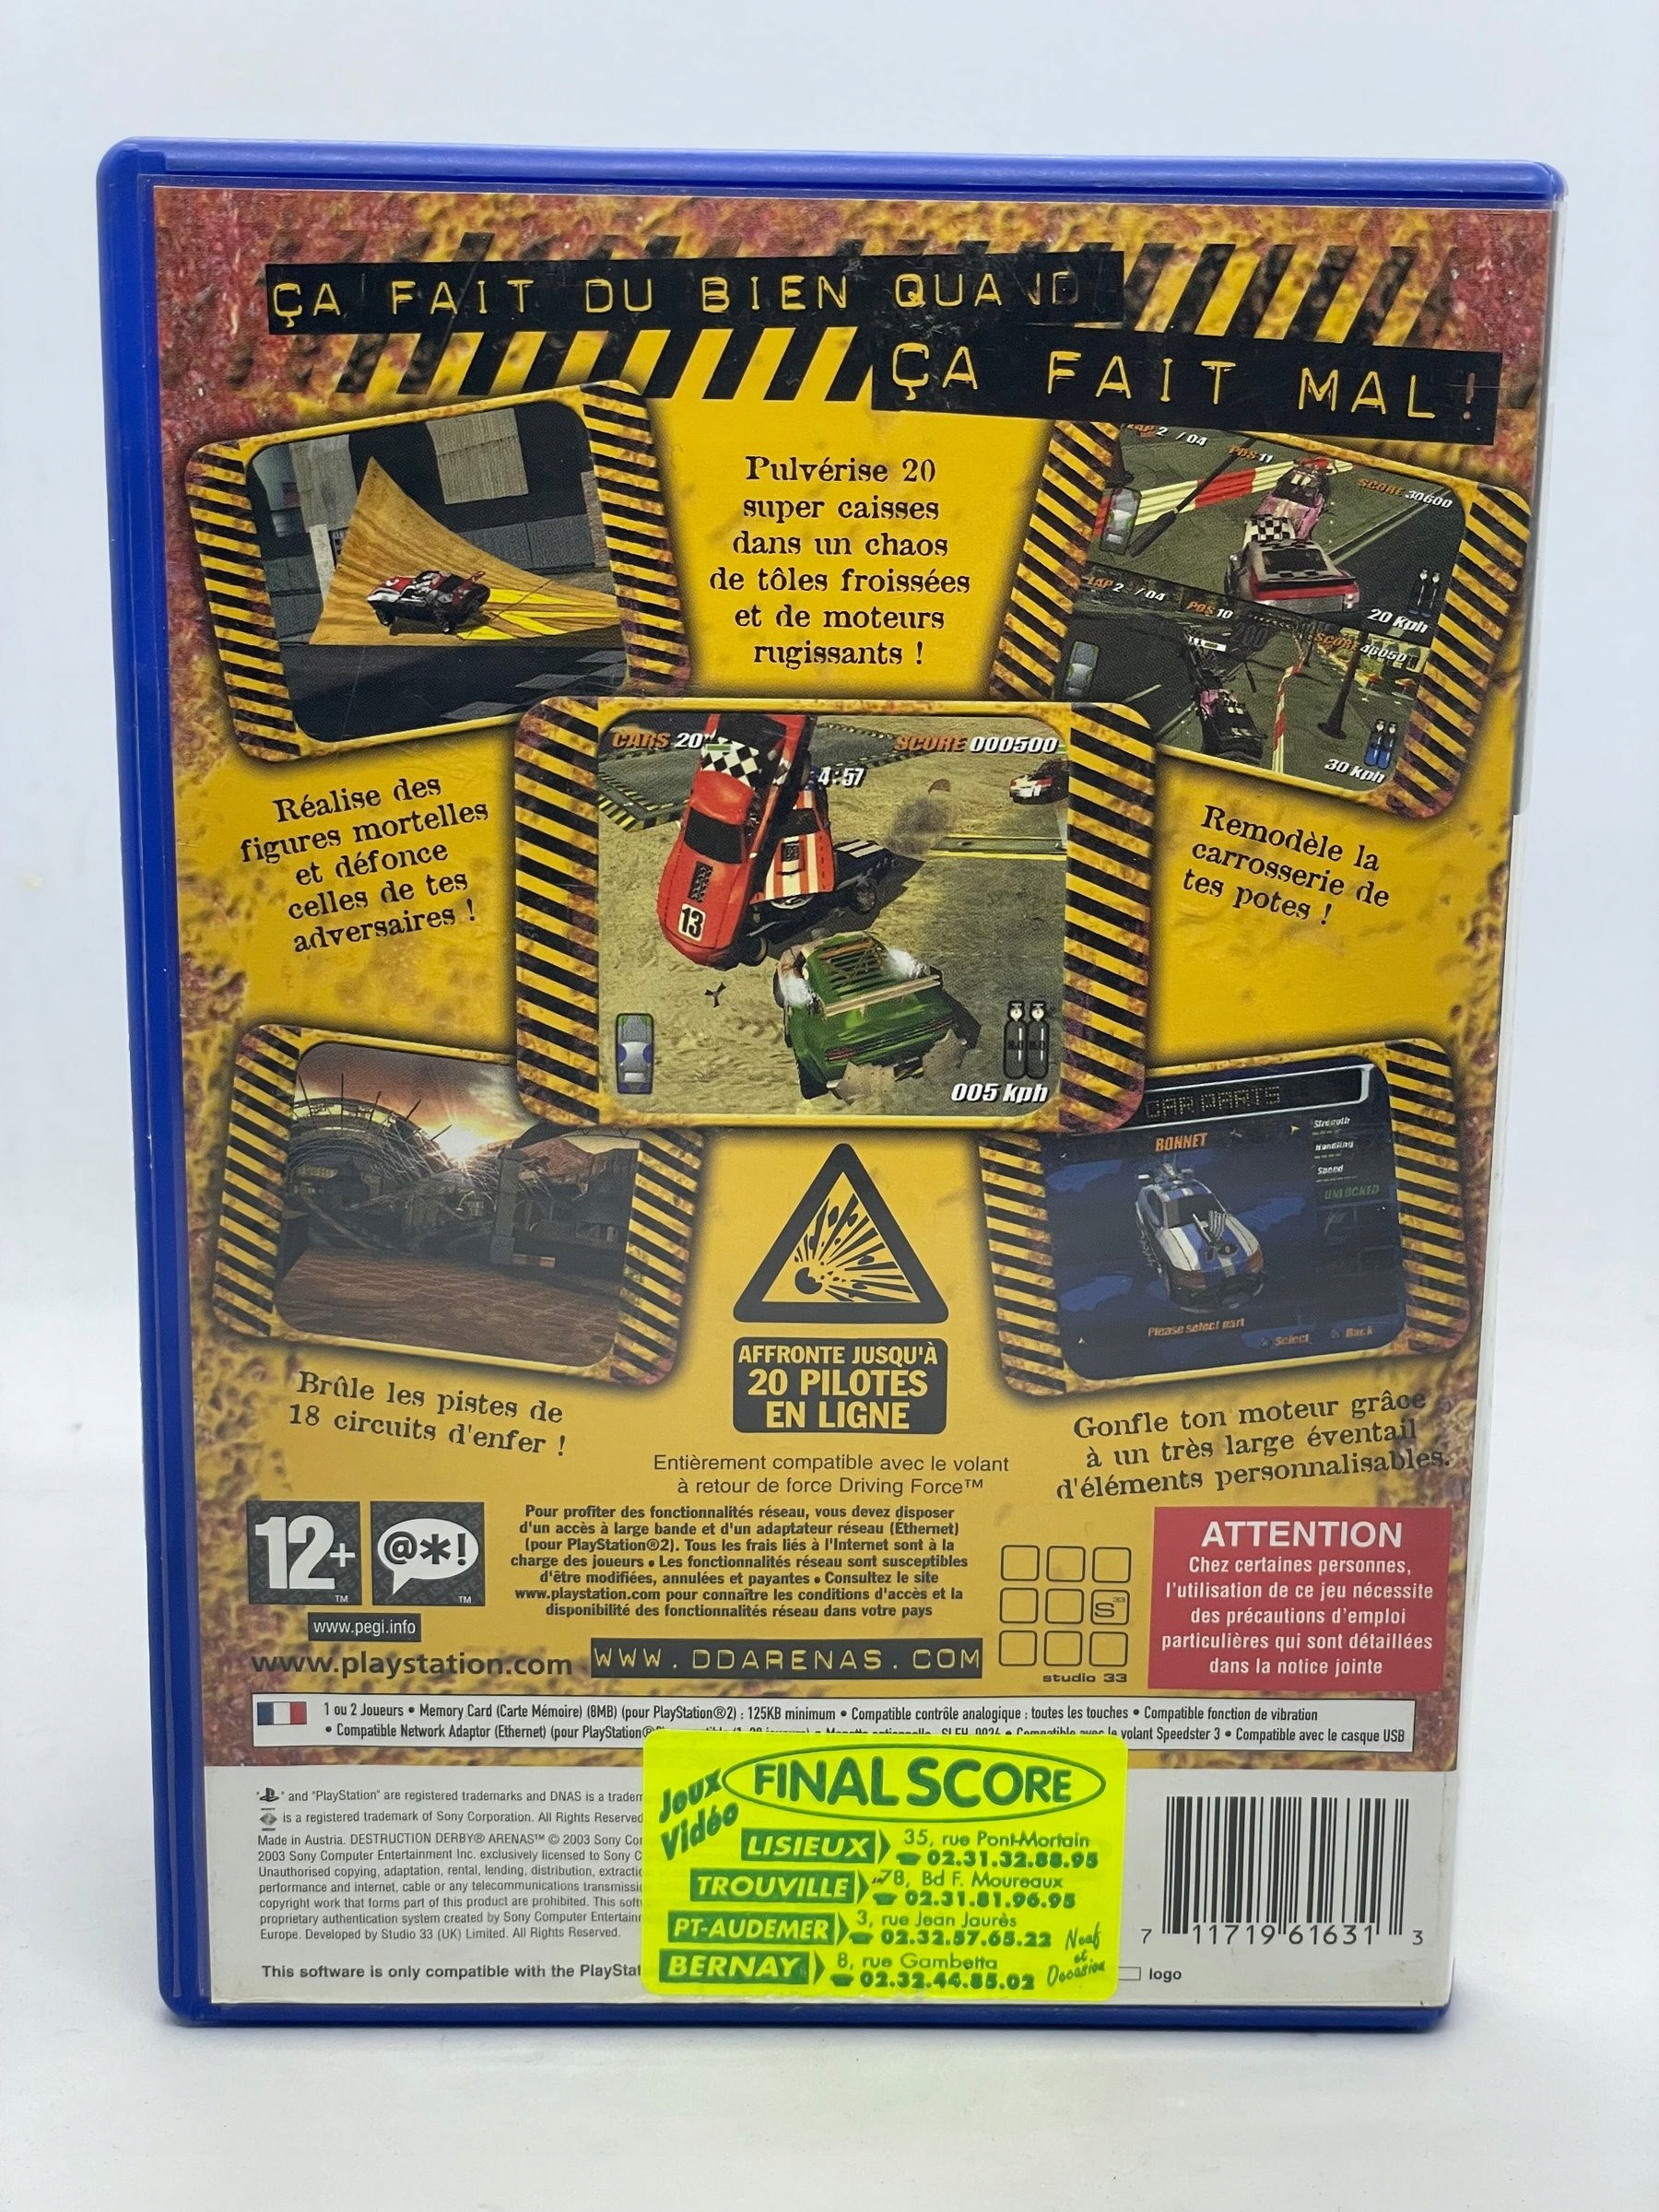 ÇA FAIT DU BIEN QUAND
ÇA FAIT MAL!
Pulvérise 20
super caisses
dans un chaos
de tôles froissées
et de moteurs
rugissants !
LAP 2 / 04
POS 11
SCORE 30600
20 Kph
LAP 2 / 04
POS 10
SCORE 46050
30 kph
CARS 20
SCORE 000500
4:57
13
005 kph
Réalise des
figures mortelles
et défonce
celles de tes
adversaires !
Remodèle la
carrosserie de
tes potes !
CAR PARTS
BONNET
Strength
Handling
Speed
UNLOCKED
Please select part
Select
Back
Brûle les pistes de
18 circuits d'enfer !
AFFRONTE JUSQU'À
20 PILOTES
EN LIGNE
Gonfle ton moteur grâce
à un très large éventail
d'éléments personnalisables.
Entièrement compatible avec le volant
à retour de force Driving Force™
12+
TM
@*!
TM
www.pegi.info
Pour profiter des fonctionnalités réseau, vous devez disposer
d'un accès à large bande et d'un adaptateur réseau (Éthernet)
(pour PlayStation®2). Tous les frais liés à l'Internet sont à la
charge des joueurs • Les fonctionnalités réseau sont susceptibles
d'être modifiées, annulées et payantes • Consultez le site
www.playstation.com pour connaître les conditions d'accès et la
disponibilité des fonctionnalités réseau dans votre pays
S33
studio 33
ATTENTION
Chez certaines personnes,
l'utilisation de ce jeu nécessite
des précautions d'emploi
particulières qui sont détaillées
dans la notice jointe
www.playstation.com
WWW.DDARENAS.COM
1 ou 2 Joueurs • Memory Card (Carte Mémoire) (8MB) (pour PlayStation®2) : 125KB minimum • Compatible contrôle analogique : toutes les touches • Compatible fonction de vibration
• Compatible Network Adaptor (Ethernet) (pour PlayStation® • Compatible avec le volant Speedster 3 • Compatible avec le casque USB
" " and "PlayStation" are registered trademarks and DNAS is a
" " is a registered trademark of Sony Corporation. All Rights Reserved
Made in Austria. DESTRUCTION DERBY® ARENAS™ © 2003 Sony
2003 Sony Computer Entertainment Inc. exclusively licensed to Sony
Unauthorised copying, adaptation, rental, lending, distribution,
performance and internet, cable or any telecommunications
copyright work that forms part of this product are prohibited. This
proprietary authentication system created by Sony Computer
Europe. Developed by Studio 33 (UK) Limited. All Rights Reserved.
This software is only compatible with the
logo
Jeux
Vidéo
FINAL SCORE
LISIEUX
35, rue Pont-Mortain
02.31.32.88.95
TROUVILLE
78, Bd F. Moureaux
02.31.81.96.95
PT-AUDEMER
3, rue Jean Jaurès
02.32.57.65.22
BERNAY
8, rue Gambetta
02.32.44.85.02
Neuf
et
Occasion
7 11719 61631 3